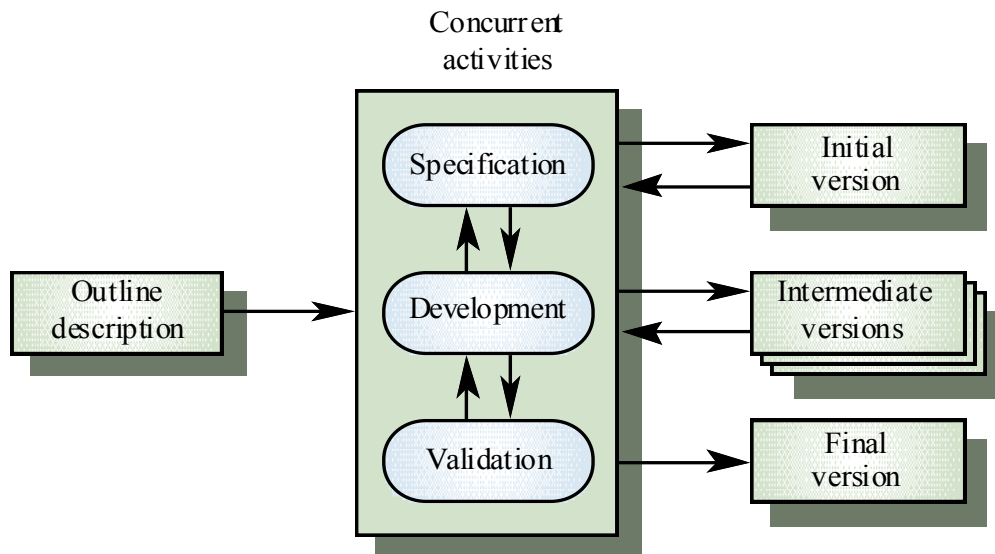 Concurrent
activities
Specification
Initial
version
Outline
description
Development
Intermediate
versions
Validation
Final
version